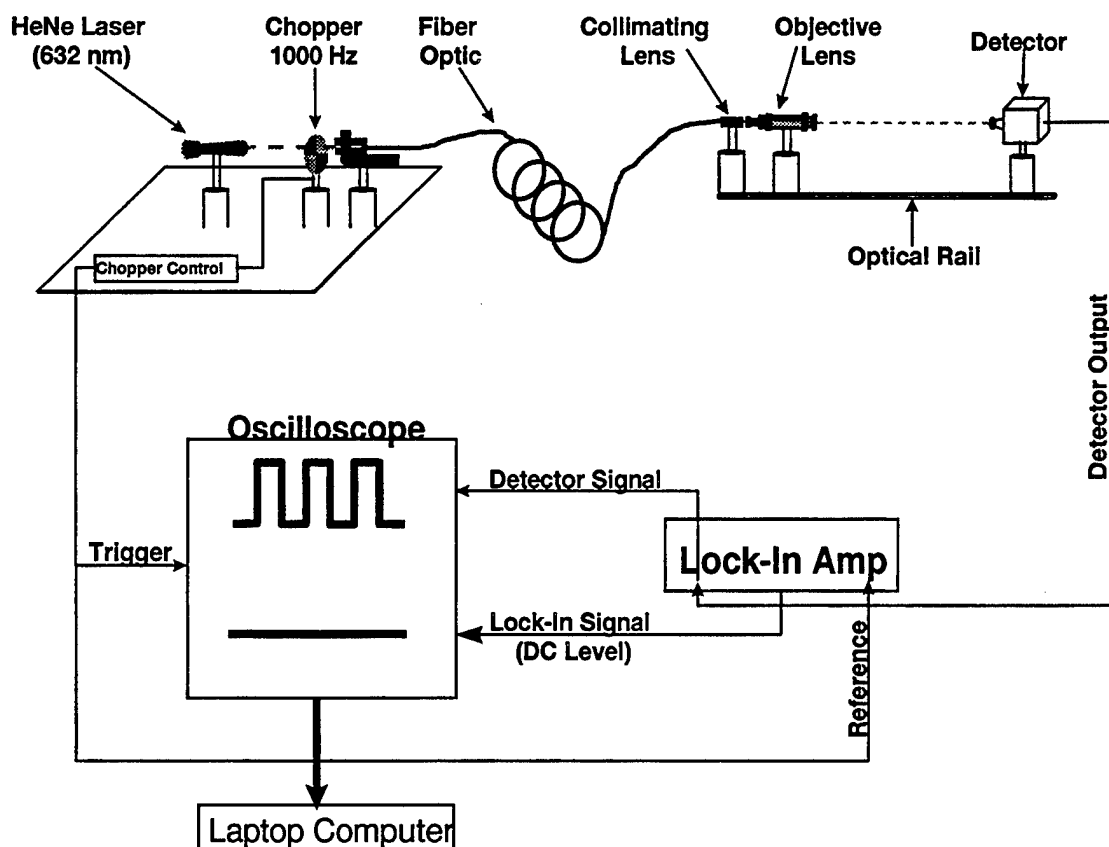 HeNe Laser
(632 nm)
Chopper
1000 Hz
Fiber
Optic
Collimating
Lens
Objective
Lens
Detector
Chopper Control
Optical Rail
Detector Output
Oscilloscope
Detector Signal
Trigger
Lock-In Amp
Lock-In Signal
(DC Level)
Reference
Laptop Computer